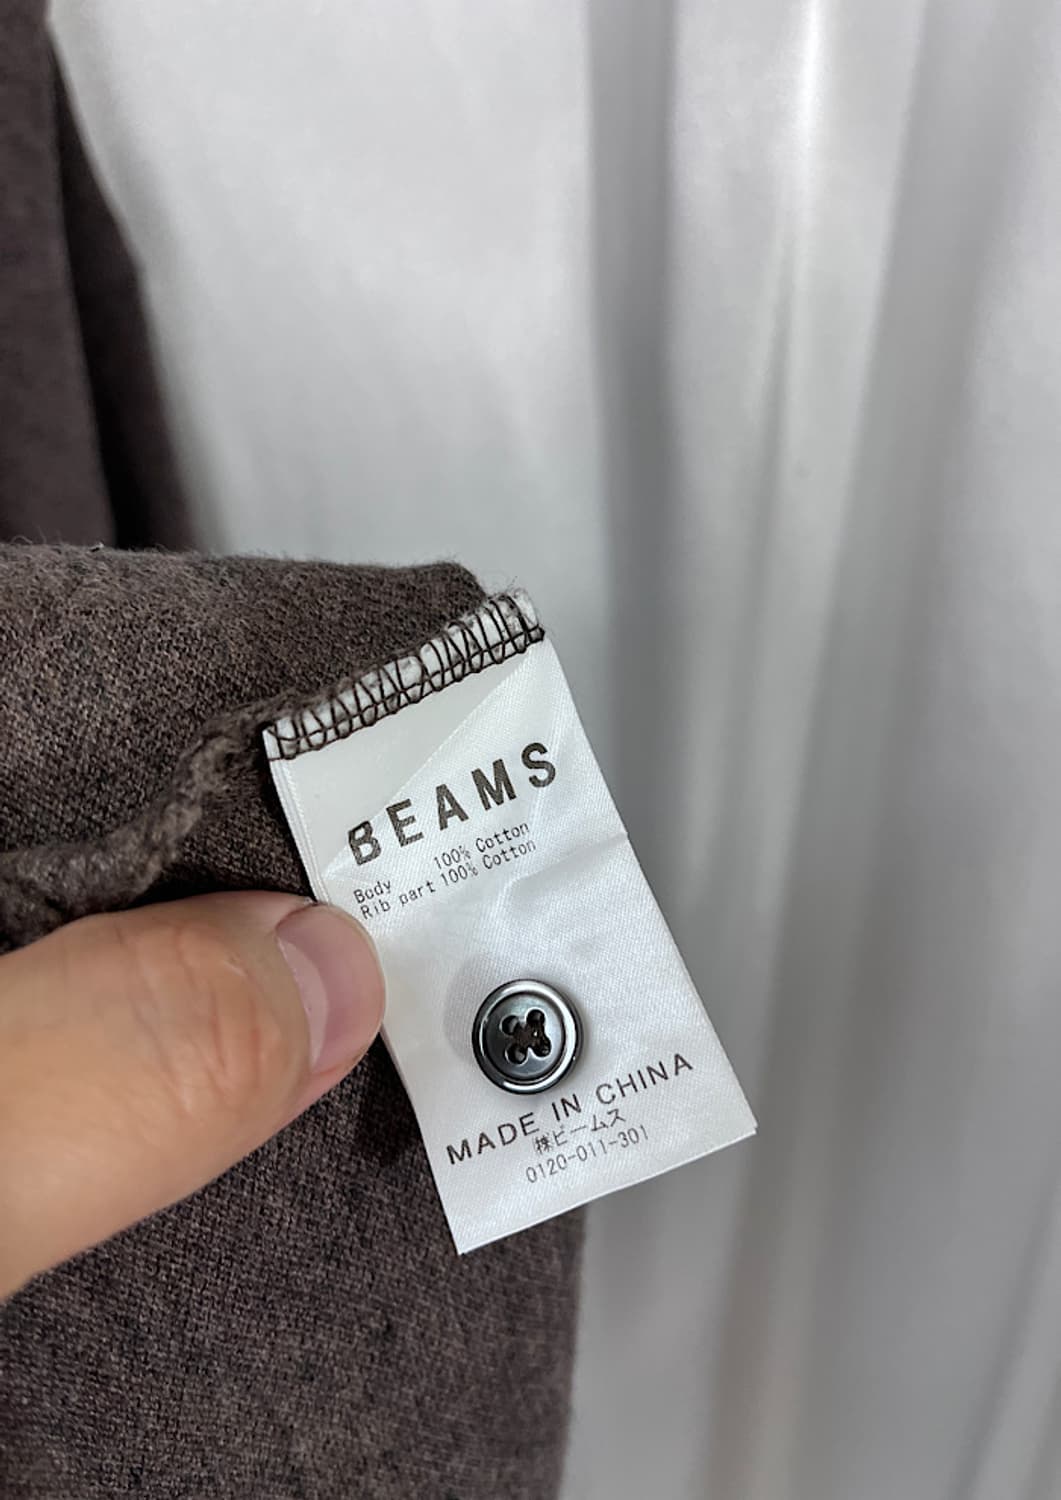 BEAMS
Body 100% Cotton
Rib part 100% Cotton
MADE IN CHINA
㈱ビームス
0120-011-301